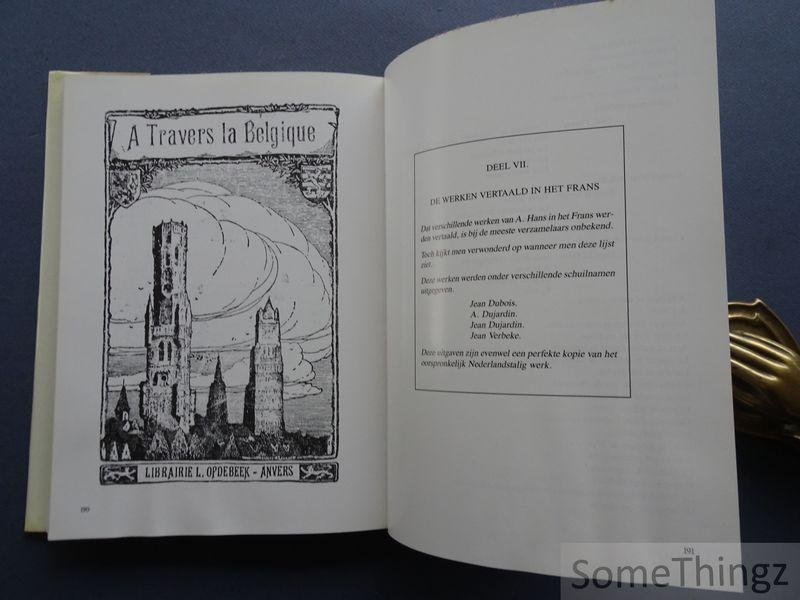 A Travers la Belgique
LIBRAIRIE L. OPDEBEEK - ANVERS
190
DEEL VII.
DE WERKEN VERTAALD IN HET FRANS
Dat verschillende werken van A. Hans in het Frans wer-
den vertaald, is bij de meeste verzamelaars onbekend.
Toch kijkt men verwonderd op wanneer men deze lijst
ziet.
Deze werken werden onder verschillende schuilnamen
uitgegeven.
Jean Dubois.
A. Dujardin.
Jean Dujardin.
Jean Verbeke.
Deze uitgaven zijn evenwel een perfekte kopie van het
oorspronkelijk Nederlandstalig werk.
191
SomeThingz